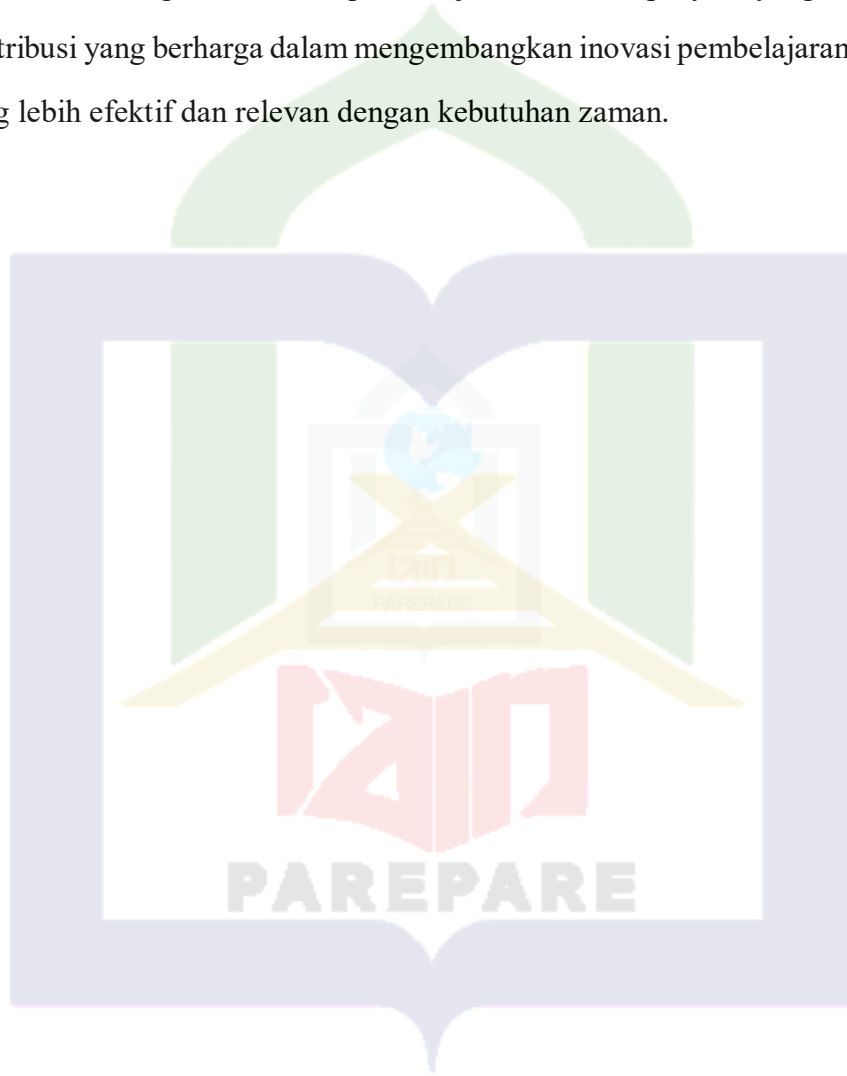 tribusi yang berharga dalam mengembangkan inovasi pembelajaran
g lebih efektif dan relevan dengan kebutuhan zaman.
iain
PAREPARE
iain
PAREPARE